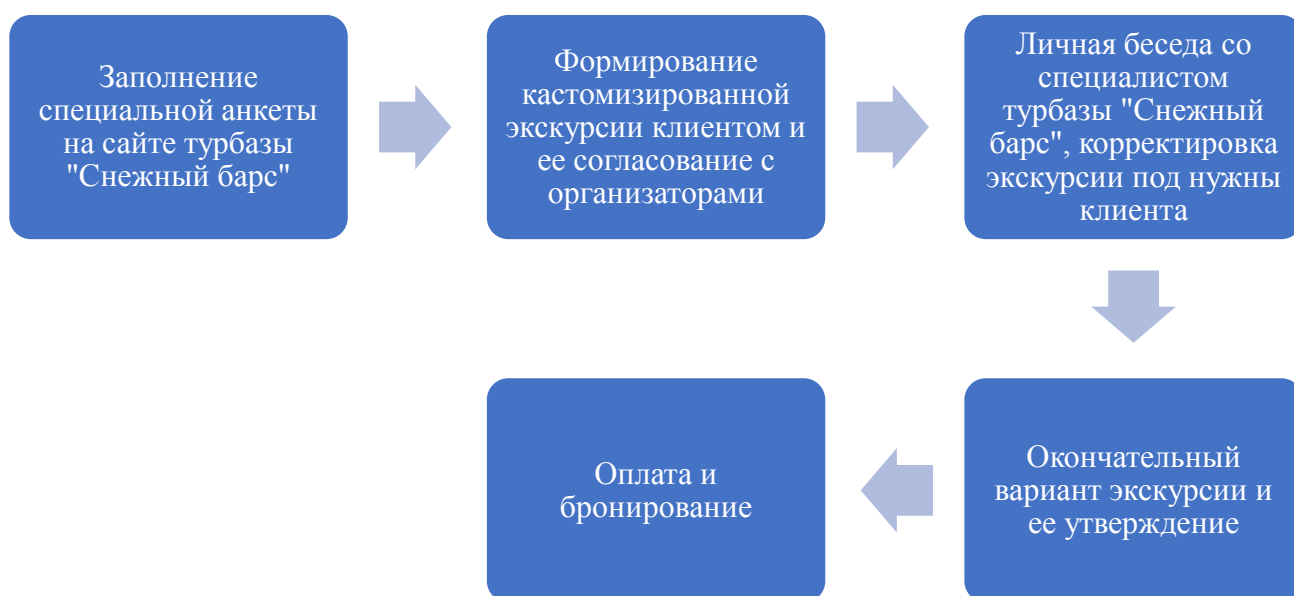 Заполнение
специальной анкеты
на сайте турбазы
"Снежный барс"
Формирование
кастомизированной
экскурсии клиентом и
ее согласование с
организаторами
Личная беседа со
специалистом
турбазы "Снежный
барс", корректировка
экскурсии под нужны
клиента
Окончательный
вариант экскурсии и
ее утверждение
Оплата и
бронирование